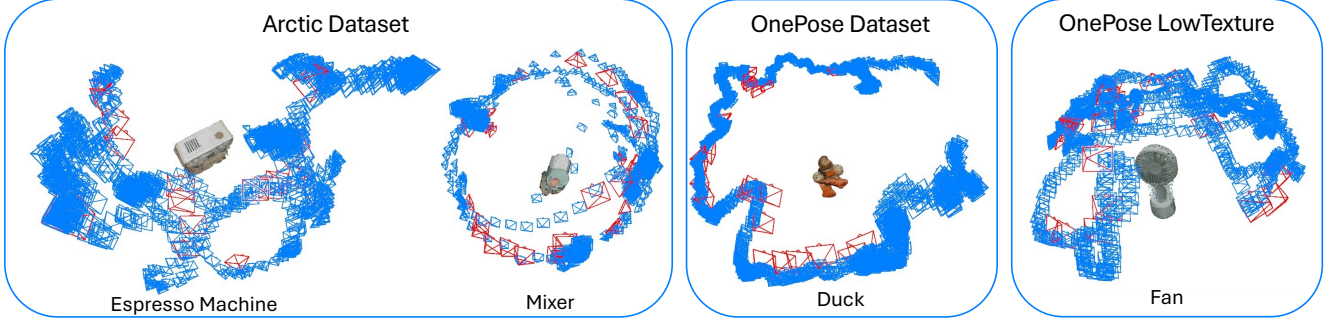 Arctic Dataset
Espresso Machine
Mixer
OnePose Dataset
Duck
OnePose LowTexture
Fan